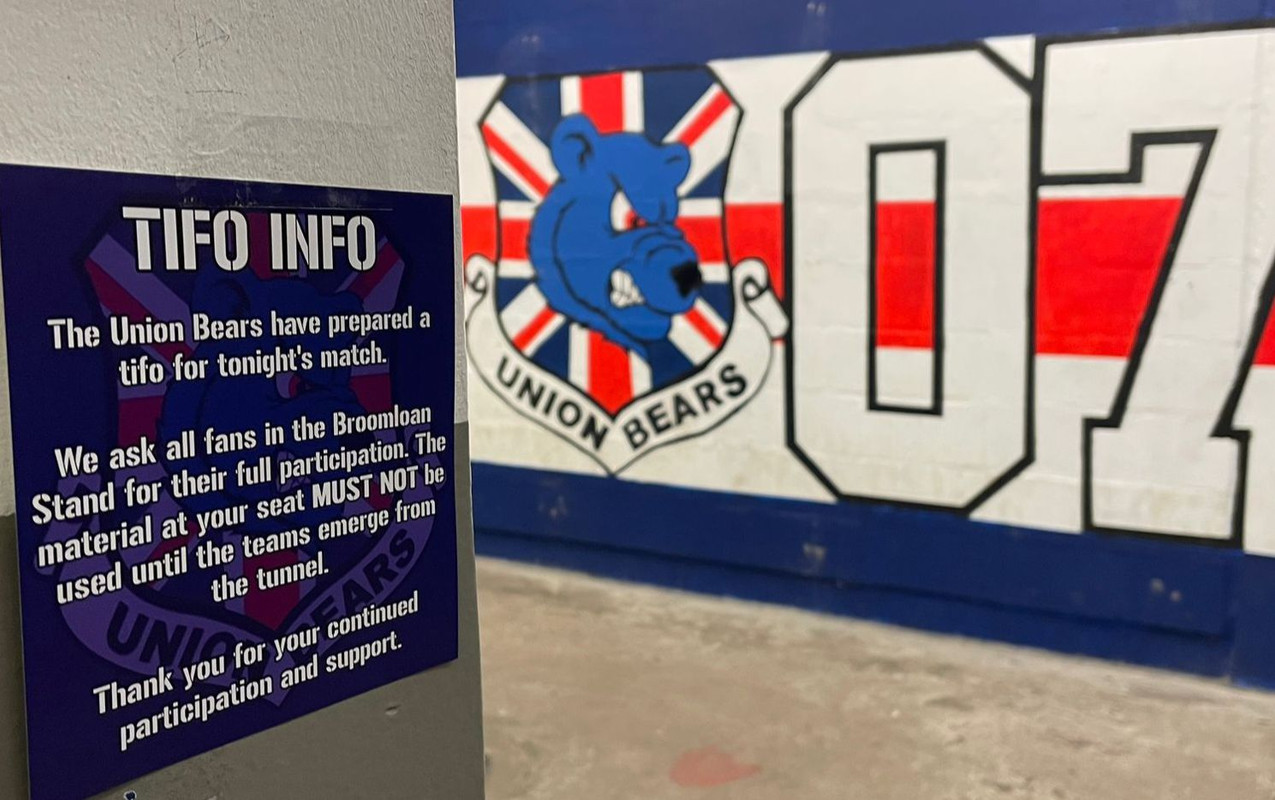 TIFO INFO
The Union Bears have prepared a
tifo for tonight's match.
We ask all fans in the Broomloan
Stand for their full participation. The
material at your seat MUST NOT be
used until the teams emerge from
the tunnel.
Thank you for your continued
participation and support.
UNION BEARS
UNION BEARS
07